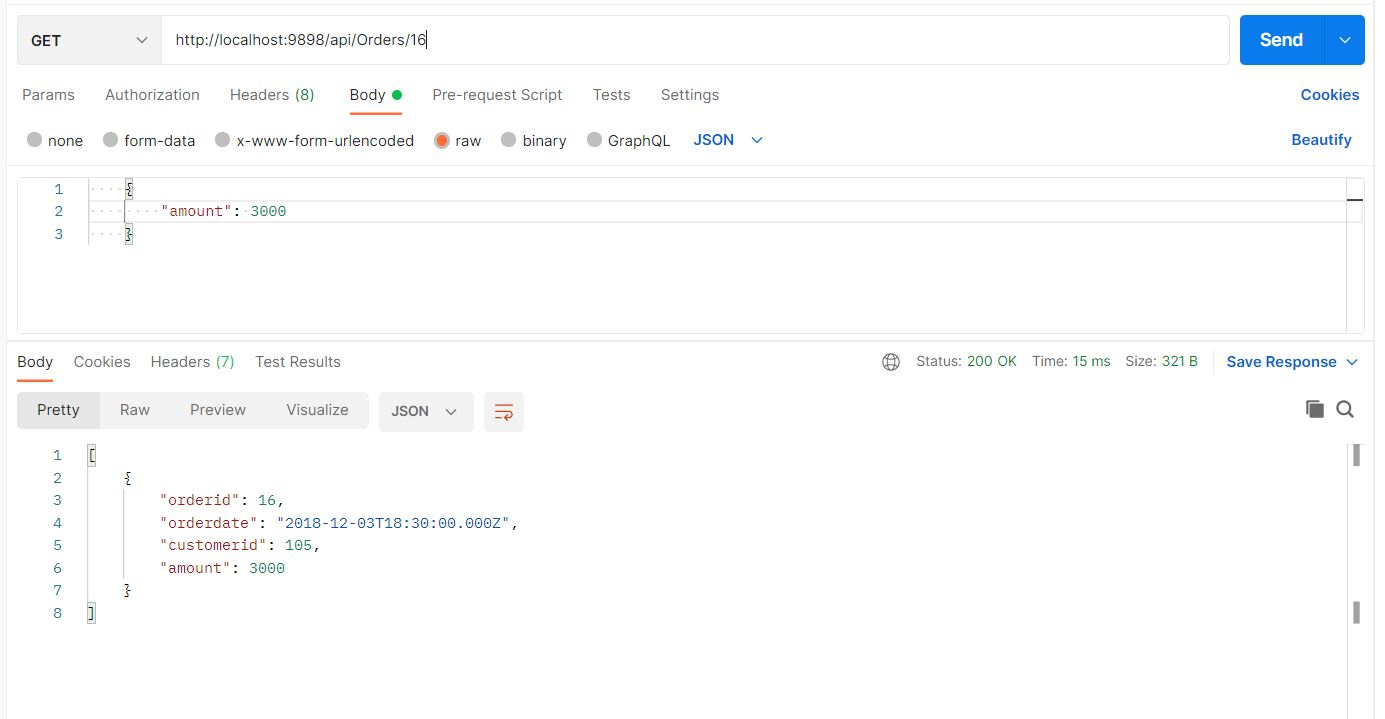 GET http://localhost:9898/api/Orders/16 Send
Params Authorization Headers (8) Body Pre-request Script Tests Settings Cookies
none form-data x-www-form-urlencoded raw binary GraphQL JSON Beautify
1 {
2 "amount": 3000
3 }
Body Cookies Headers (7) Test Results Status: 200 OK Time: 15 ms Size: 321 B Save Response
Pretty Raw Preview Visualize JSON
1 [
2 {
3 "orderid": 16,
4 "orderdate": "2018-12-03T18:30:00.000Z",
5 "customerid": 105,
6 "amount": 3000
7 }
8 ]